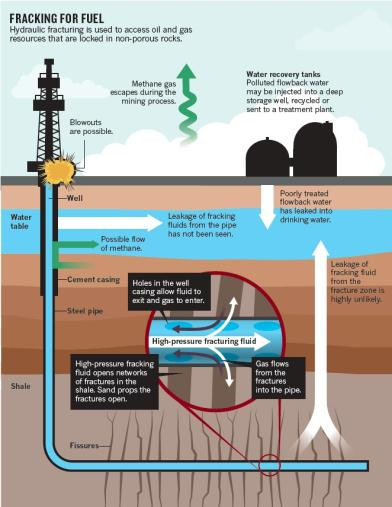 FRACKING FOR FUEL
Hydraulic fracturing is used to access oil and gas
resources that are locked in non-porous rocks.
Methane gas
escapes during the
mining process.
Water recovery tanks
Polluted flowback water
may be injected into a deep
storage well, recycled or
sent to a treatment plant.
Blowouts
are possible.
Well
Water
table
Leakage of fracking
fluids from the pipe
has not been seen.
Poorly treated
flowback water
has leaked into
drinking water.
Possible flow
of methane.
Leakage of
fracking fluid
from the
fracture zone is
highly unlikely.
Cement casing
Holes in the well
casing allow fluid to
exit and gas to enter.
Steel pipe
High-pressure fracturing fluid
High-pressure fracking
fluid opens networks
of fractures in the
shale. Sand props the
fractures open.
Gas flows
from the
fractures
into the pipe.
Shale
Fissures